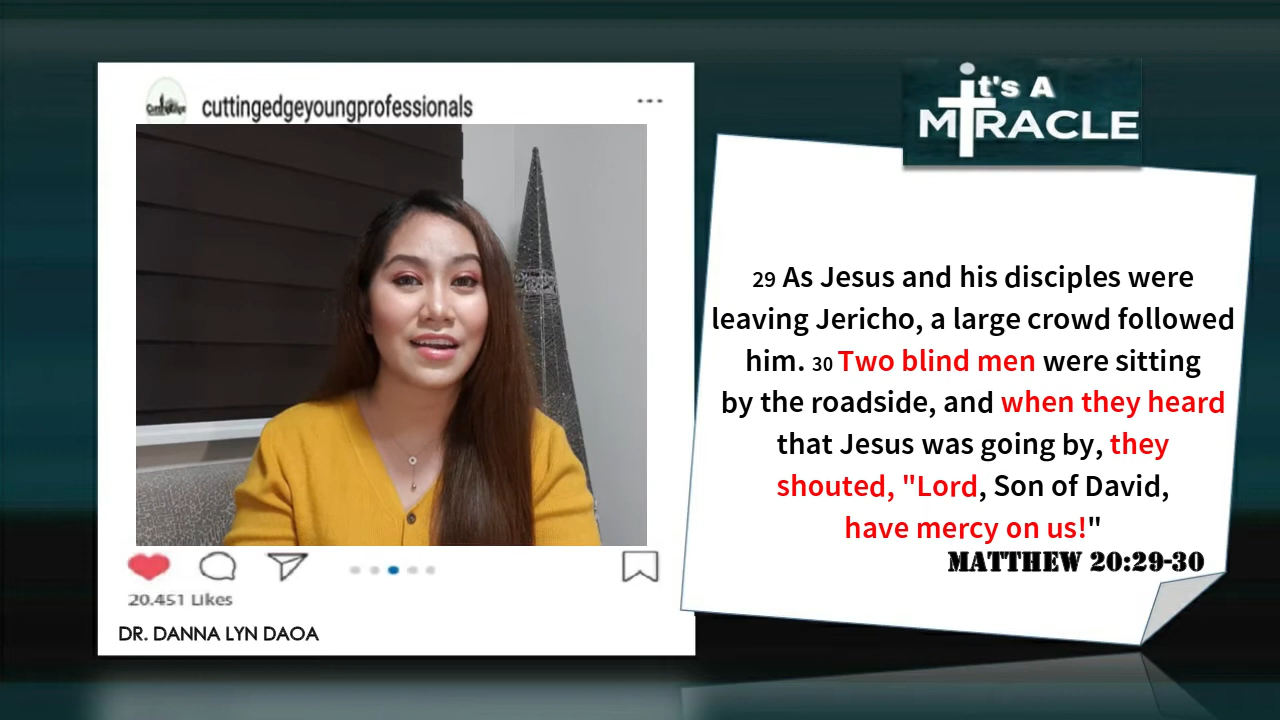 cuttingedgeyoungprofessionals
20.451 Likes
DR. DANNA LYN DAOA
it's A
MIRACLE
29 As Jesus and his disciples were
leaving Jericho, a large crowd followed
him. 30 Two blind men were sitting
by the roadside, and when they heard
that Jesus was going by, they
shouted, "Lord, Son of David,
have mercy on us!"
MATTHEW 20:29-30